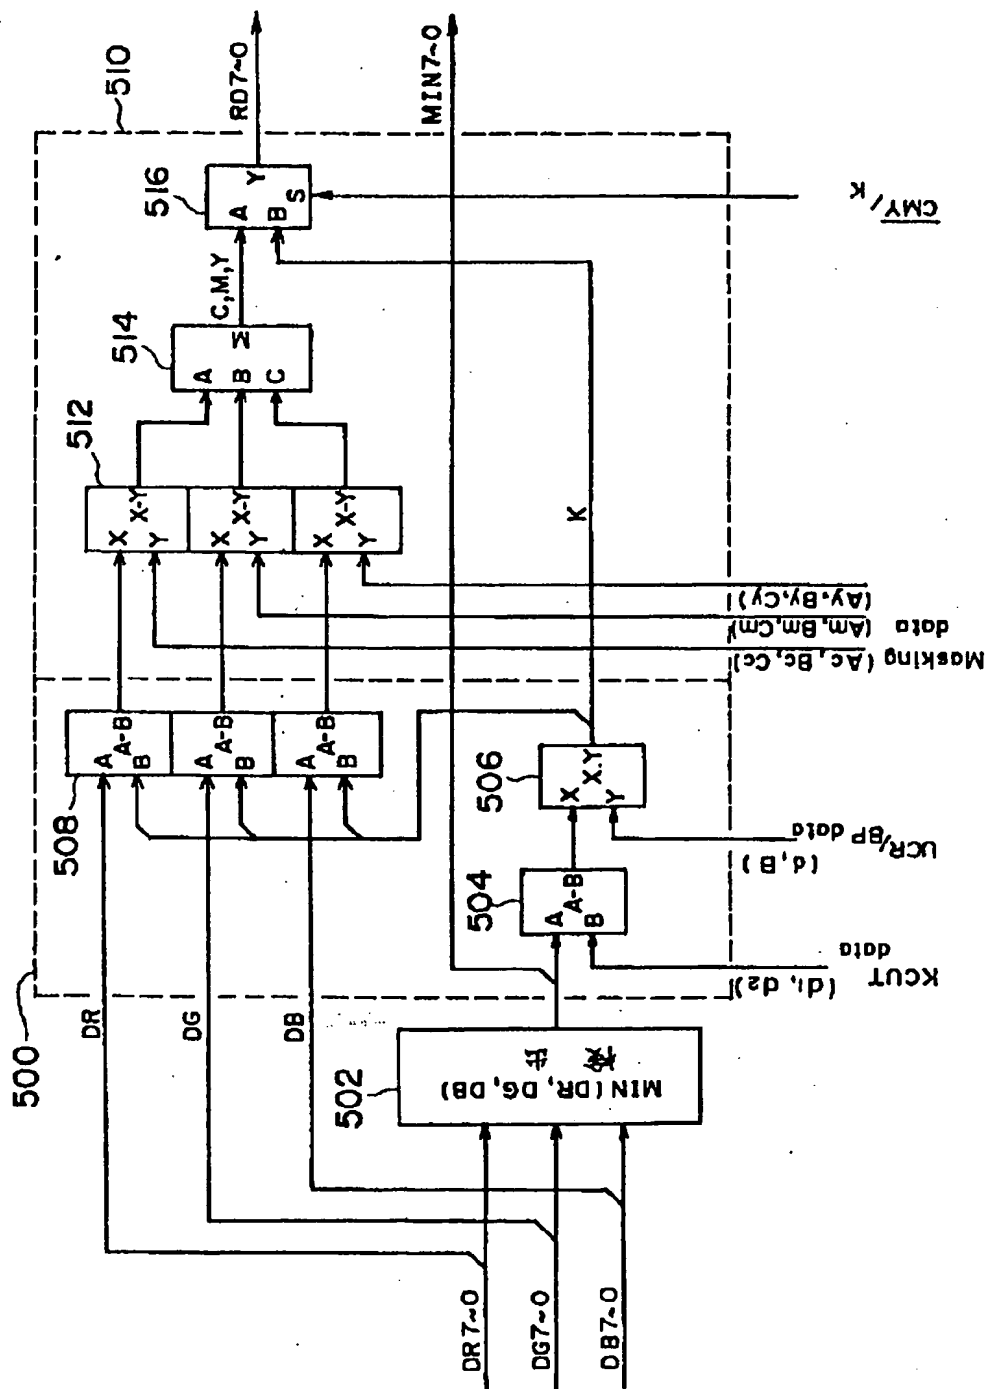 RD7~0
510
MIN7~0
516
A
Y
B
S
CMY/K
C,M,Y
514
A
B
C
Σ
512
X
X-Y
Y
X
X-Y
Y
X
X-Y
Y
K
Masking data
(Ac, Bc, Cc)
(Am, Bm, Cm)
(Ay, By, Cy)
508
A
A-B
B
A
A-B
B
A
A-B
B
506
X
X.Y
Y
UCR/BP data
(d, B)
504
A
A-B
B
KCUT data
(d1, d2)
500
DR
DG
DB
502
MIN (DR, DG, DB)
検出
DR7~0
DG7~0
DB7~0